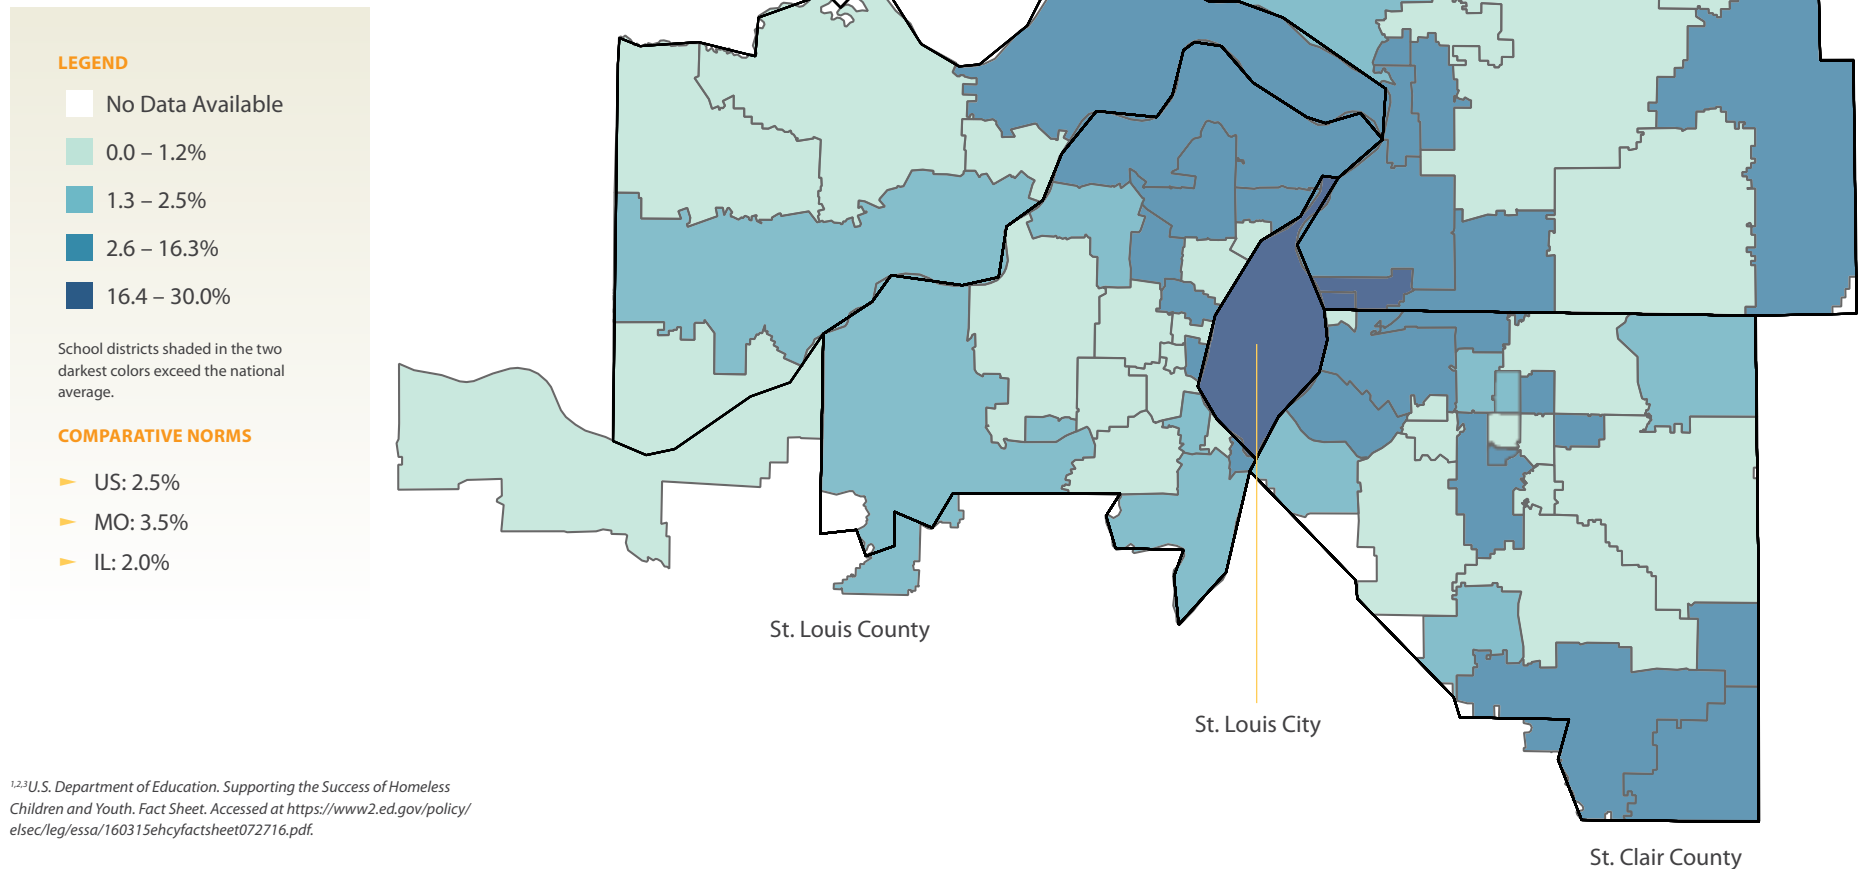 LEGEND
No Data Available
0.0 – 1.2%
1.3 – 2.5%
2.6 – 16.3%
16.4 – 30.0%
School districts shaded in the two
darkest colors exceed the national
average.
COMPARATIVE NORMS
► US: 2.5%
► MO: 3.5%
► IL: 2.0%
St. Louis County
St. Louis City
St. Clair County
1,2,3U.S. Department of Education. Supporting the Success of Homeless
Children and Youth. Fact Sheet. Accessed at https://www2.ed.gov/policy/
elsec/leg/essa/160315ehcyfactsheet072716.pdf.